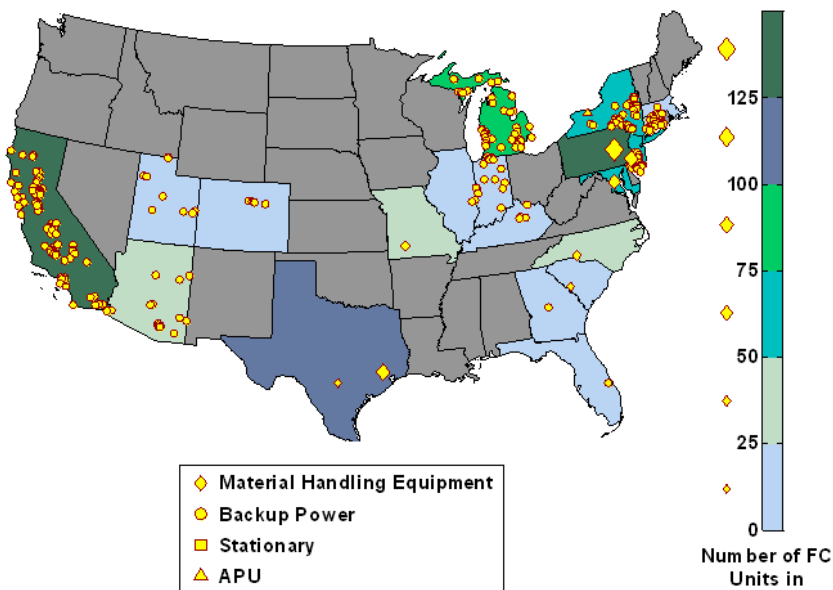 125
100
75
50
25
0
Number of FC
Units in
Material Handling Equipment
Backup Power
Stationary
APU